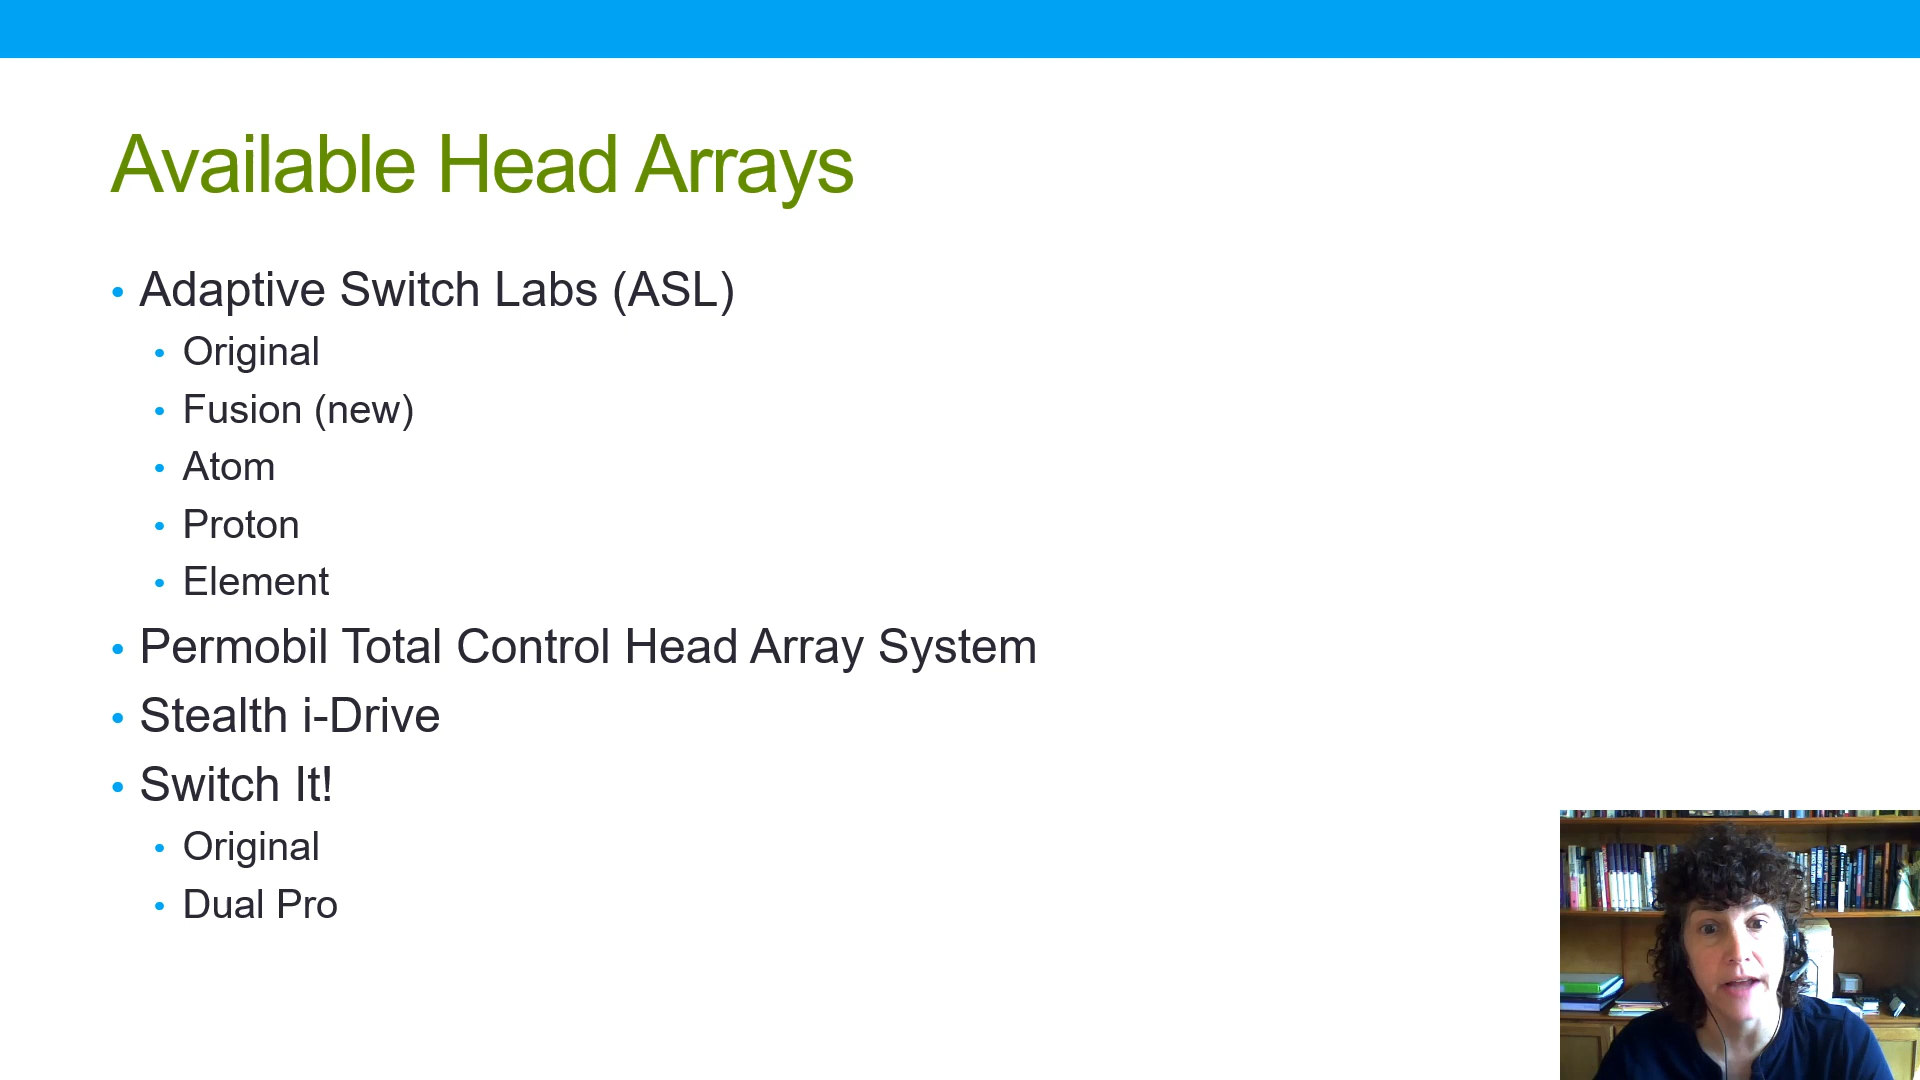 Available Head Arrays
• Adaptive Switch Labs (ASL)
• Original
• Fusion (new)
• Atom
• Proton
• Element
• Permobil Total Control Head Array System
• Stealth i-Drive
• Switch It!
• Original
• Dual Pro